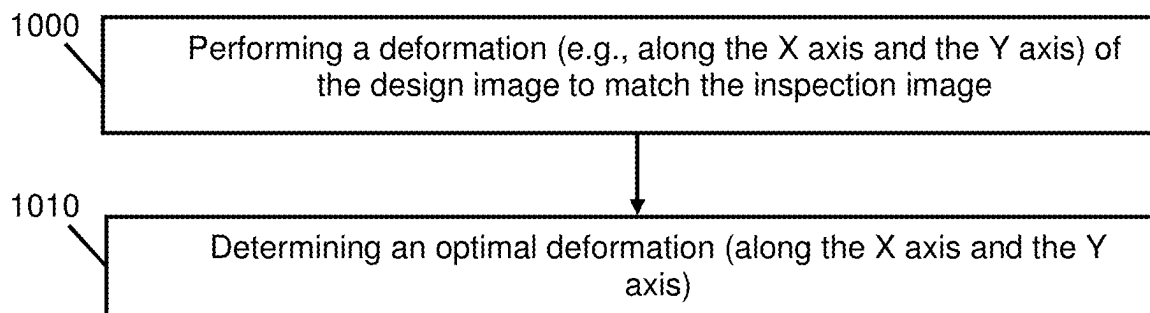 1000
Performing a deformation (e.g., along the X axis and the Y axis) of
the design image to match the inspection image
1010
Determining an optimal deformation (along the X axis and the Y
axis)